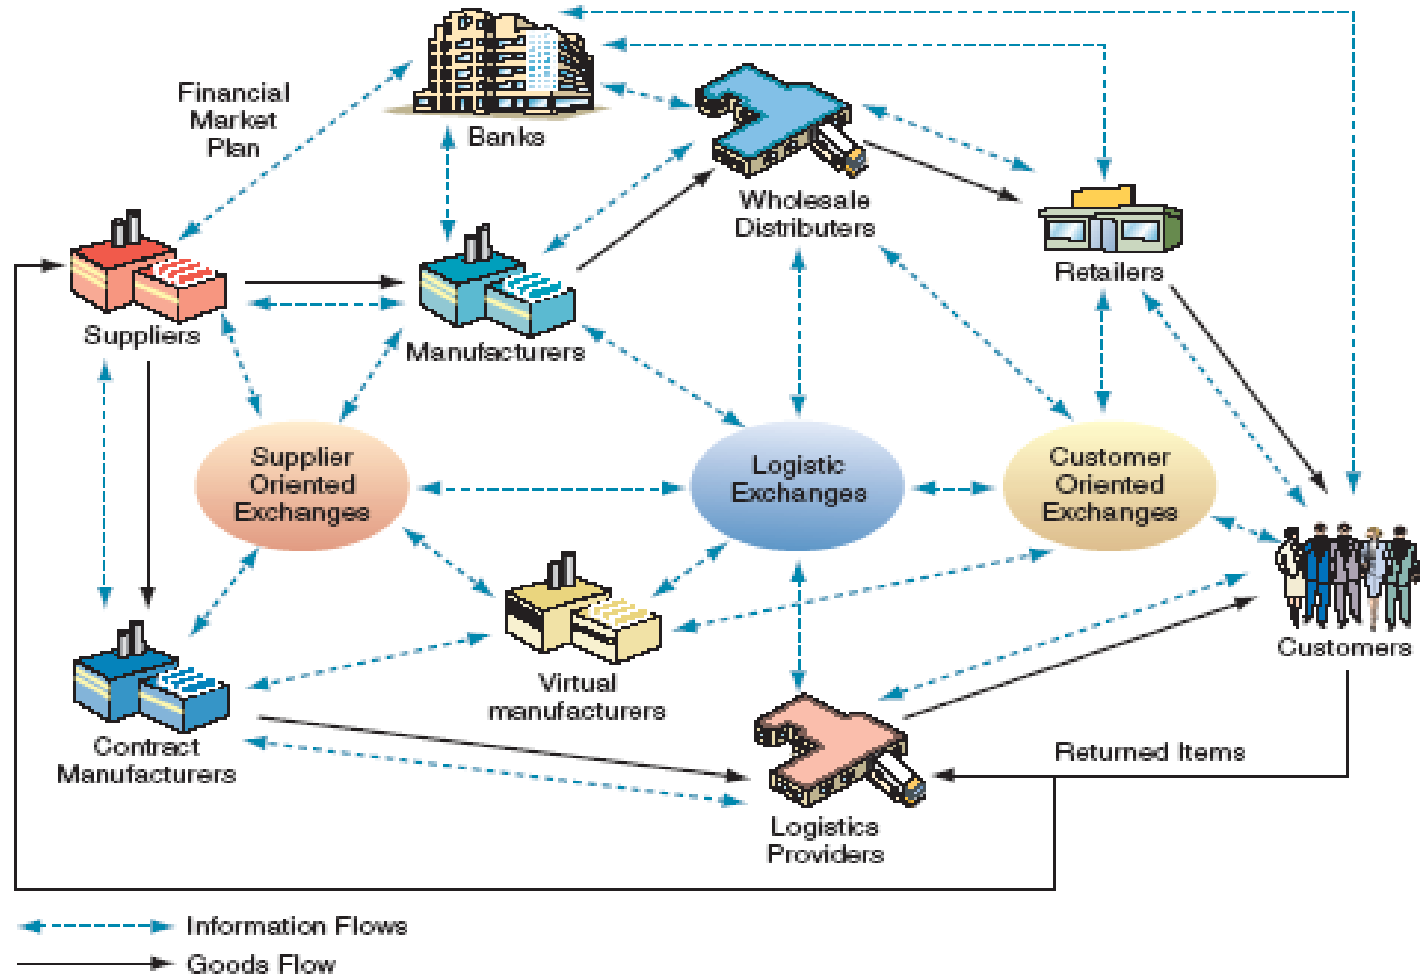 Financial
Market
Plan
Banks
Wholesale
Distributers
Retailers
Suppliers
Manufacturers
Supplier
Oriented
Exchanges
Logistic
Exchanges
Customer
Oriented
Exchanges
Customers
Virtual
manufacturers
Contract
Manufacturers
Returned Items
Logistics
Providers
Information Flows
Goods Flow